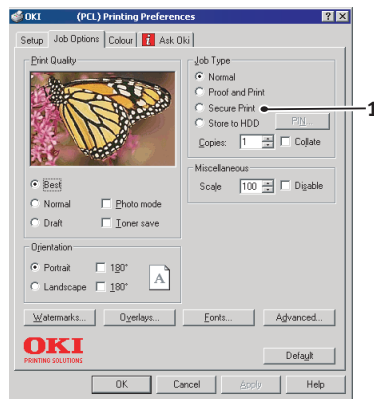 OKI (PCL) Printing Preferences
Setup Job Options Colour Ask Oki
Print Quality
Best
Normal Photo mode
Draft Toner save
Orientation
Portrait 180°
Landscape 180°
A
Job Type
Normal
Proof and Print
Secure Print 1
Store to HDD PIN...
Copies: 1 Collate
Miscellaneous
Scale 100 Disable
Watermarks... Overlays... Fonts... Advanced...
OKI
PRINTING SOLUTIONS
Default
OK Cancel Apply Help